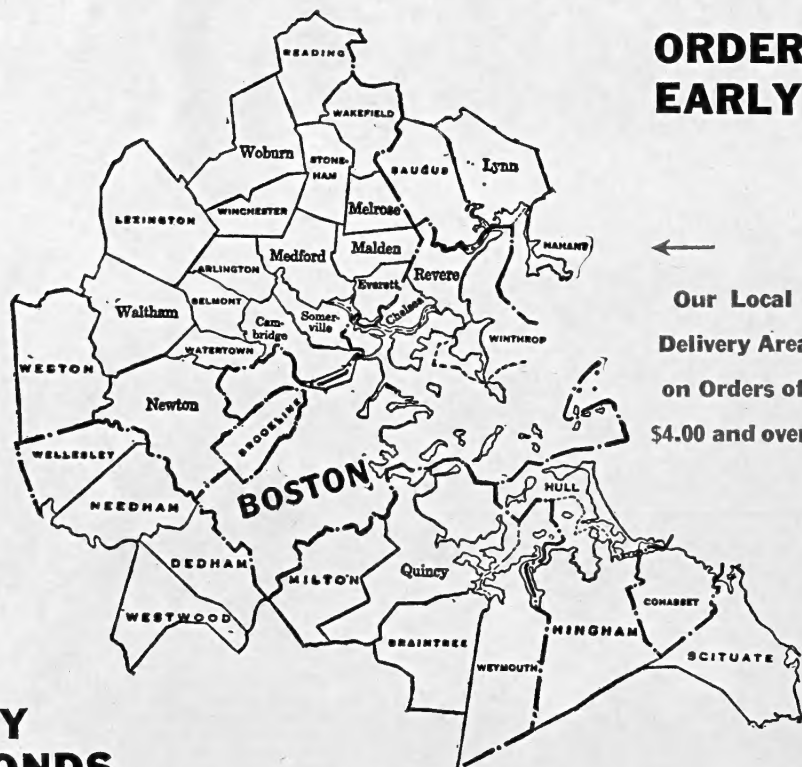 ORDER
EARLY
READING
WAKEFIELD
Woburn
STONE-
HAM
SAUGUS
Lynn
LEXINGTON
WINCHESTER
Melrose
NAHANT
Medford
Malden
ARLINGTON
Everett
Revere
BELMONT
Waltham
Cam-
bridge
Somer-
ville
Chelsea
WATERTOWN
WINTHROP
WESTON
Our Local
Delivery Area
on Orders of
$4.00 and over
Newton
BROOKLINE
WELLESLEY
NEEDHAM
BOSTON
HULL
DEDHAM
MILTON
Quincy
WESTWOOD
COHASSET
BRAINTREE
HINGHAM
WEYMOUTH
SCITUATE
Y
ONDS